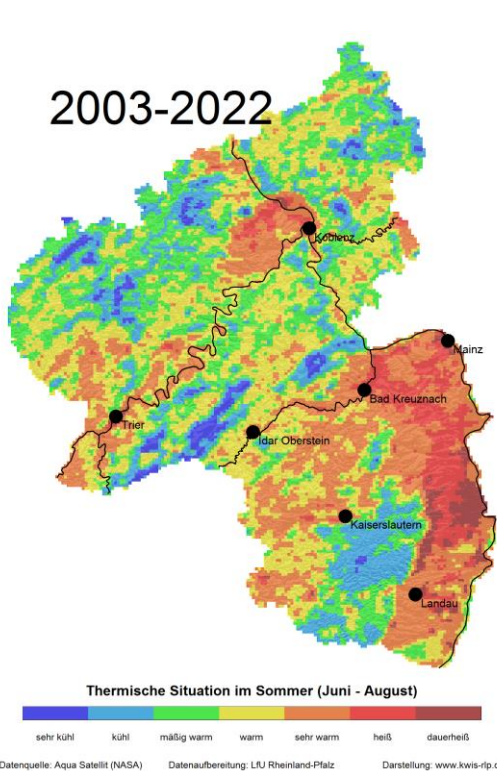 2003-2022
Koblenz
Mainz
Bad Kreuznach
Trier
Idar Oberstein
Kaiserslautern
Landau
Thermische Situation im Sommer (Juni - August)
sehr kühl kühl mäßig warm warm sehr warm heiß dauerheiß
Datenquelle: Aqua Satellit (NASA) Datenaufbereitung: LfU Rheinland-Pfalz Darstellung: www.kwis-rlp.d